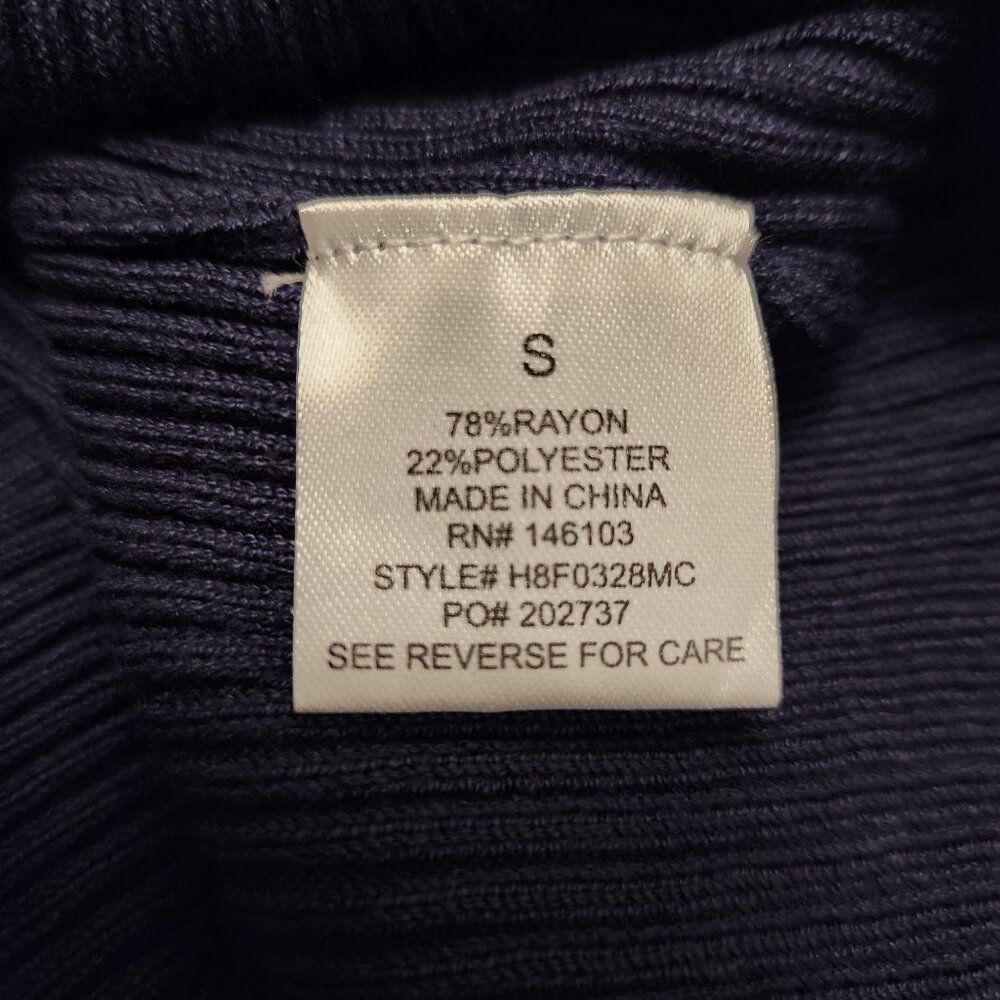 S
78%RAYON
22%POLYESTER
MADE IN CHINA
RN# 146103
STYLE# H8F0328MC
PO# 202737
SEE REVERSE FOR CARE